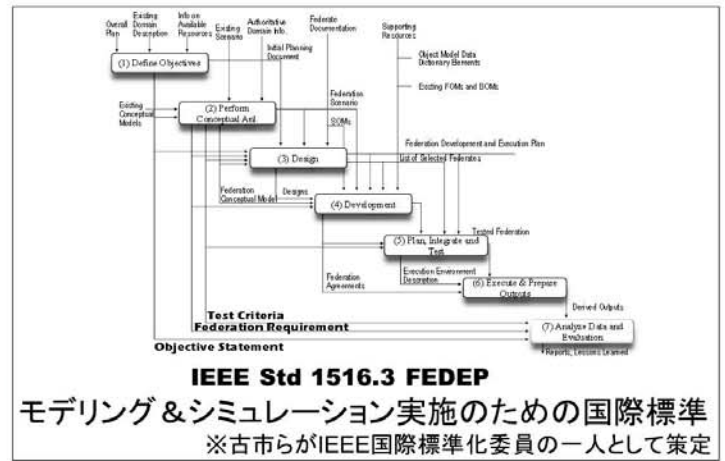 Overall
Plan
Existing
Domain
Description
Info on
Available
Resources
Existing
Scenario
Authoritative
Domain Info.
Federate
Documentation
Supporting
Resources
Initial Planning
Document
Object Model Data
Dictionary Elements
(1) Define Objectives
Existing FOMs and BOMs
Federation
Scenario
Existing
Conceptual
Models
(2) Perform
Conceptual Anl.
SOMs
Federation Development and Execution Plan
List of Selected Federates
(3) Design
Federation
Conceptual Model
Designs
(4) Development
Tested Federation
(5) Plan, Integrate and
Test
Federation
Agreements
Execution Environment
Description
(6) Execute & Prepare
Outputs
Derived Outputs
Test Criteria
Federation Requirement
(7) Analyze Data and
Evaluation
Objective Statement
Reports, Lessons Learned
IEEE Std 1516.3 FEDEP
モデリング＆シミュレーション実施のための国際標準
※古市らがIEEE国際標準化委員の一人として策定